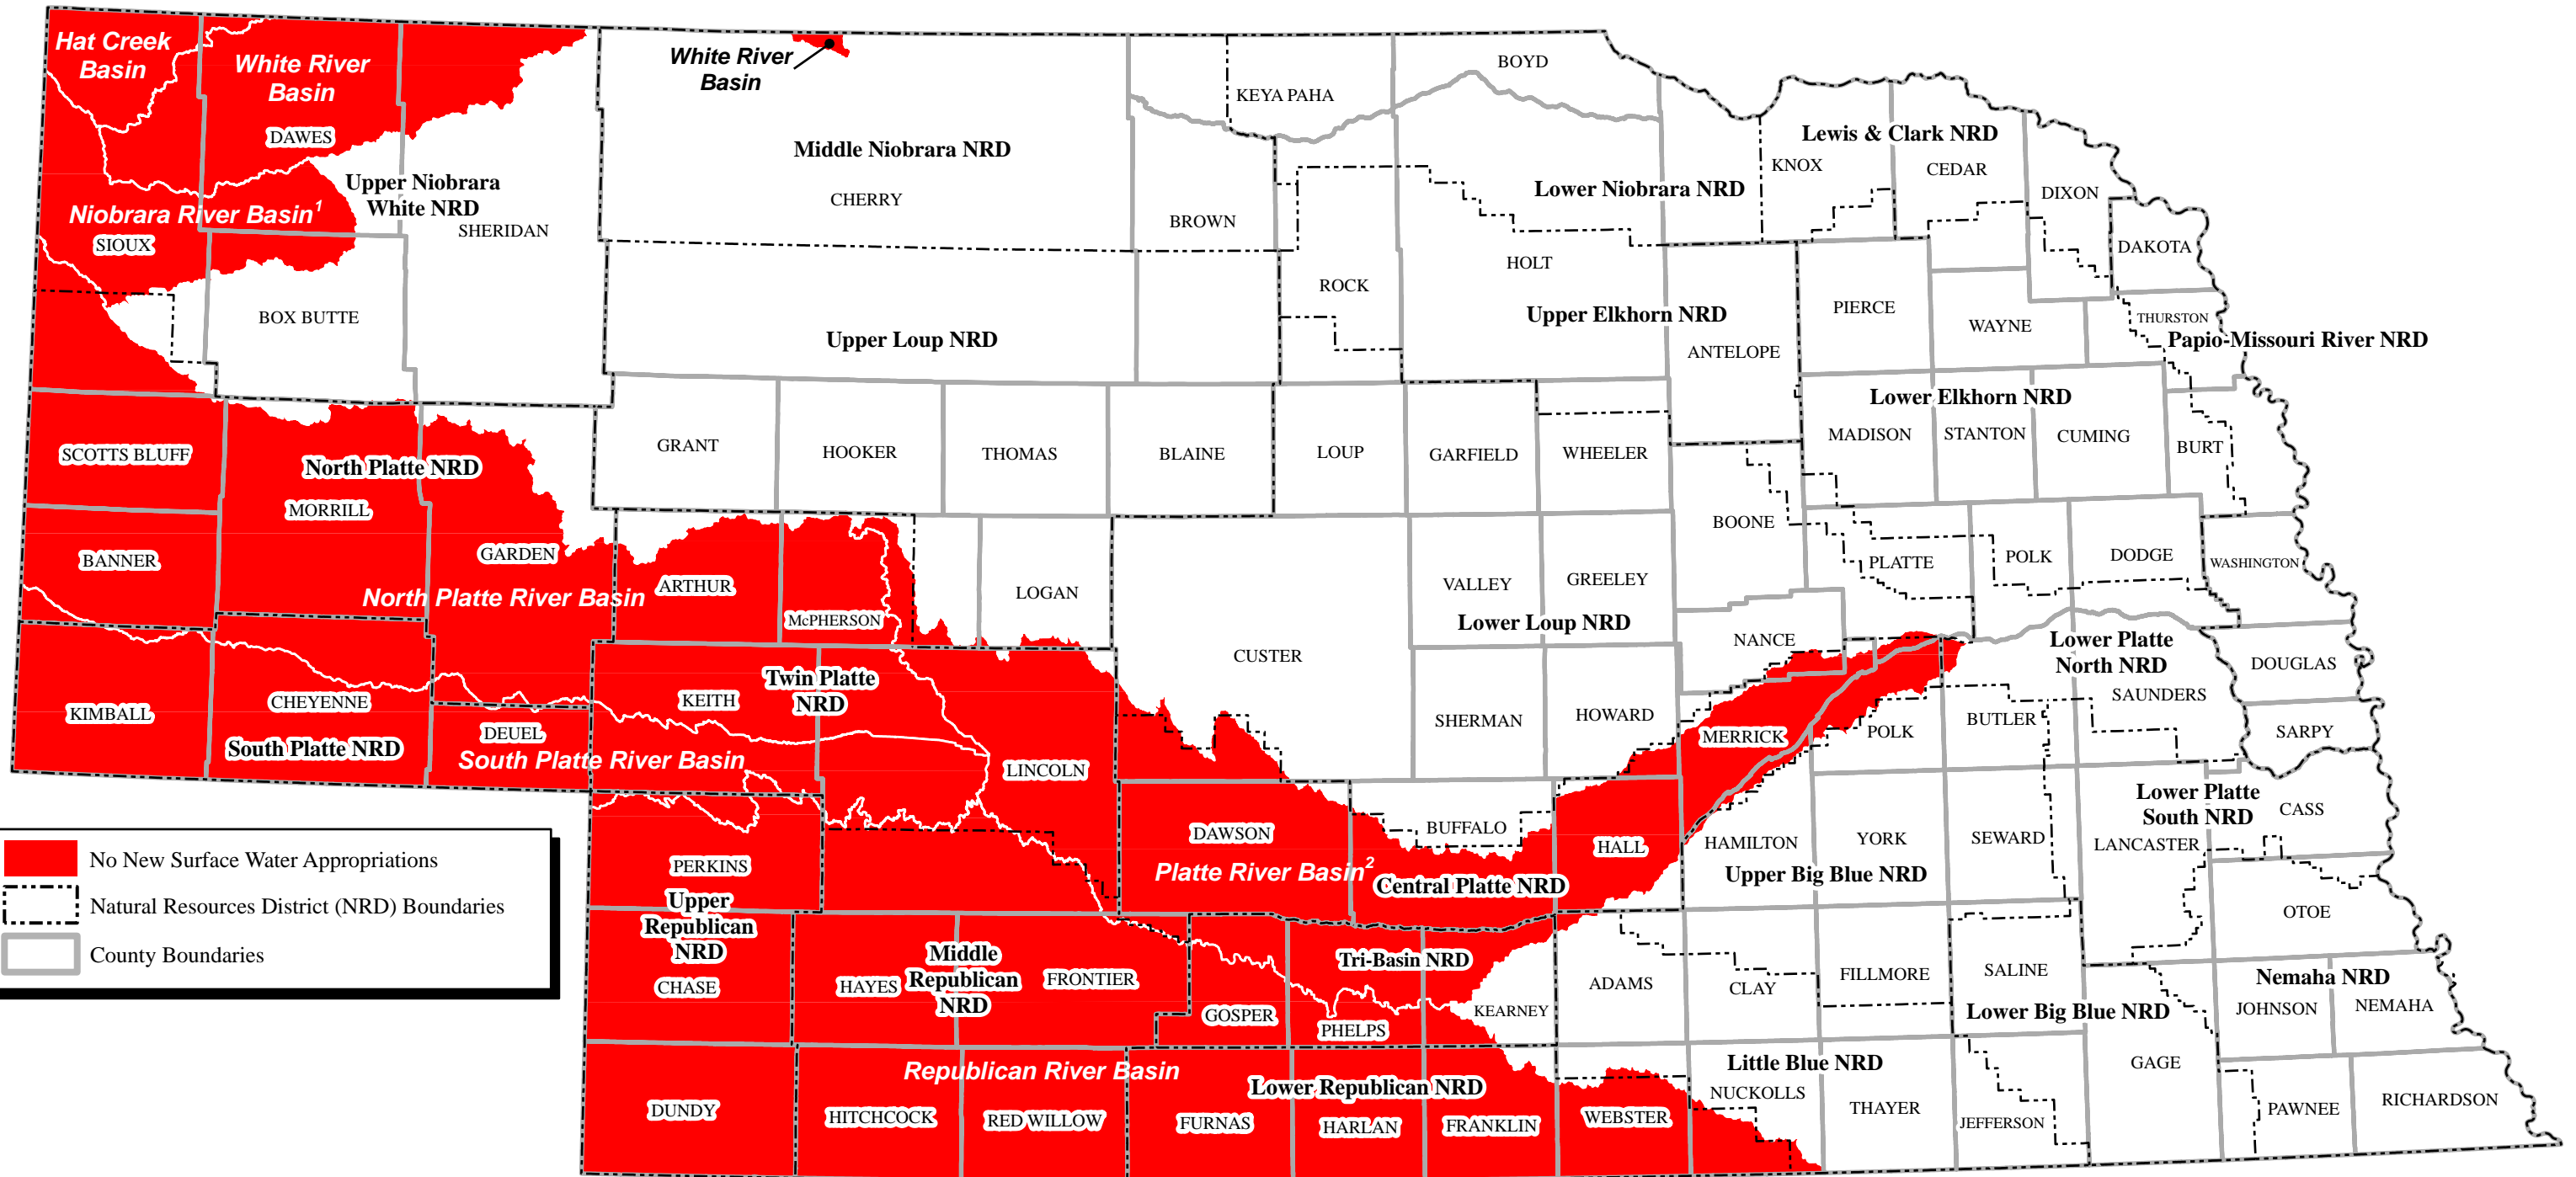 Hat Creek
Basin
White River
Basin
White River
Basin
BOYD
KEYA PAHA
DAWES
Middle Niobrara NRD
Lewis & Clark NRD
KNOX
CEDAR
DIXON
Upper Niobrara
White NRD
CHERRY
Lower Niobrara NRD
Niobrara River Basin1
SIOUX
SHERIDAN
BROWN
DAKOTA
HOLT
ROCK
BOX BUTTE
Upper Loup NRD
Upper Elkhorn NRD
ANTELOPE
PIERCE
WAYNE
THURSTON
Papio-Missouri River NRD
Lower Elkhorn NRD
SCOTTS BLUFF
North Platte NRD
MORRILL
GRANT
HOOKER
THOMAS
BLAINE
LOUP
GARFIELD
WHEELER
MADISON
STANTON
CUMING
BURT
BOONE
BANNER
GARDEN
North Platte River Basin
ARTHUR
McPHERSON
LOGAN
VALLEY
GREELEY
PLATTE
POLK
DODGE
WASHINGTON
Lower Loup NRD
NANCE
CUSTER
Lower Platte
North NRD
DOUGLAS
SAUNDERS
KIMBALL
CHEYENNE
South Platte NRD
DEUEL
South Platte River Basin
KEITH
Twin Platte
NRD
LINCOLN
SHERMAN
HOWARD
MERRICK
POLK
BUTLER
SARPY
Lower Platte
South NRD
CASS
DAWSON
BUFFALO
HALL
HAMILTON
YORK
SEWARD
LANCASTER
Platte River Basin2
Central Platte NRD
Upper Big Blue NRD
No New Surface Water Appropriations
Natural Resources District (NRD) Boundaries
County Boundaries
PERKINS
Upper
Republican
NRD
CHASE
Middle
Republican
NRD
HAYES
FRONTIER
Tri-Basin NRD
GOSPER
PHELPS
KEARNEY
ADAMS
CLAY
FILLMORE
SALINE
OTOE
Nemaha NRD
JOHNSON
NEMAHA
Lower Big Blue NRD
Republican River Basin
Lower Republican NRD
Little Blue NRD
NUCKOLLS
GAGE
DUNDY
HITCHCOCK
RED WILLOW
FURNAS
HARLAN
FRANKLIN
WEBSTER
THAYER
JEFFERSON
PAWNEE
RICHARDSON